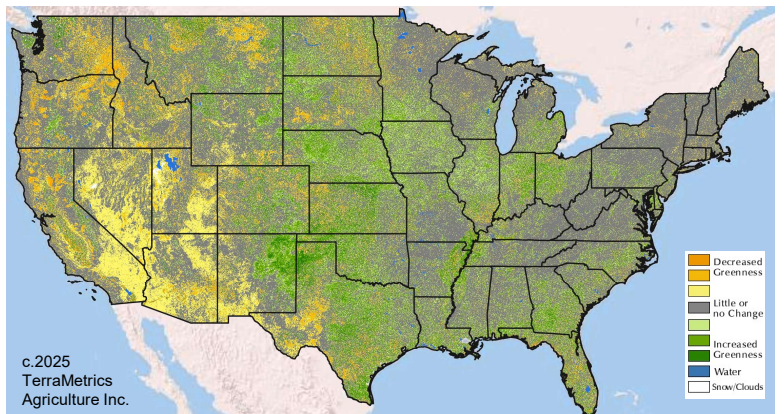 Decreased
Greenness
Little or
no Change
Increased
Greenness
Water
Snow/Clouds
c.2025
TerraMetrics
Agriculture Inc.